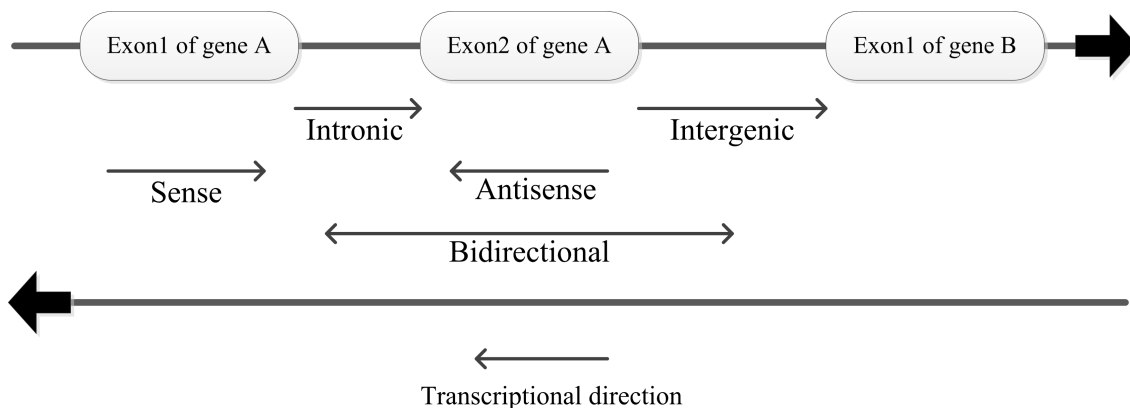 Exon1 of gene A
Exon2 of gene A
Exon1 of gene B
Intronic
Intergenic
Sense
Antisense
Bidirectional
Transcriptional direction